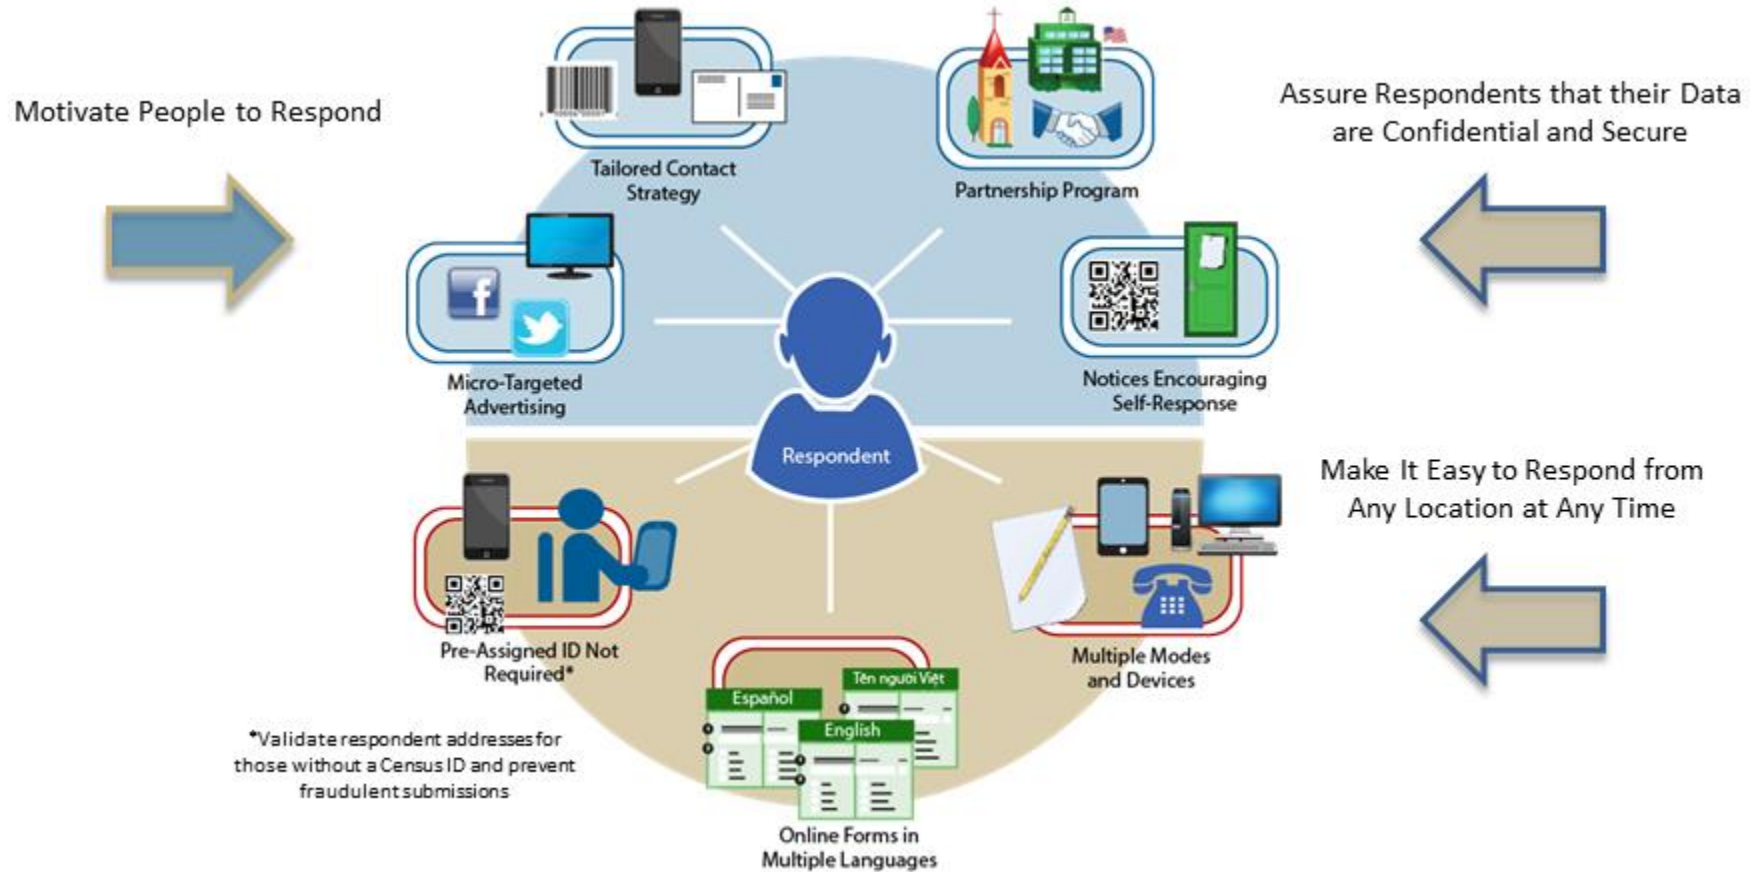 Motivate People to Respond
Assure Respondents that their Data
are Confidential and Secure
Tailored Contact
Strategy
Partnership Program
Micro-Targeted
Advertising
Notices Encouraging
Self-Response
Respondent
Make It Easy to Respond from
Any Location at Any Time
Pre-Assigned ID Not
Required*
Multiple Modes
and Devices
Español
Tên người Việt
English
*Validate respondent addresses for
those without a Census ID and prevent
fraudulent submissions
Online Forms in
Multiple Languages